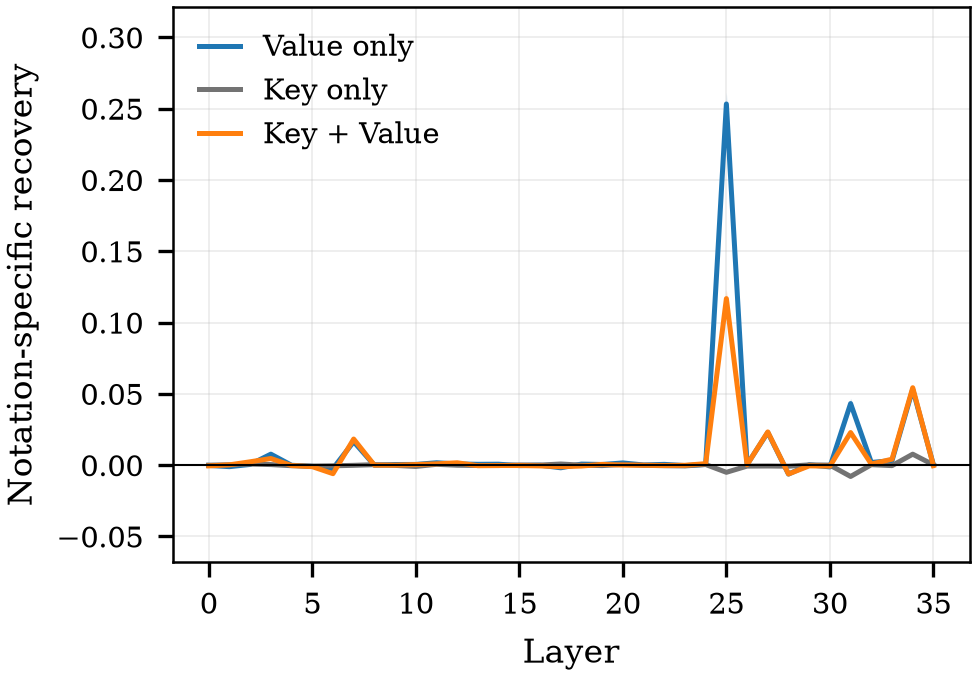 Notation-specific recovery
0.30
0.25
0.20
0.15
0.10
0.05
0.00
−0.05
Value only
Key only
Key + Value
0 5 10 15 20 25 30 35
Layer